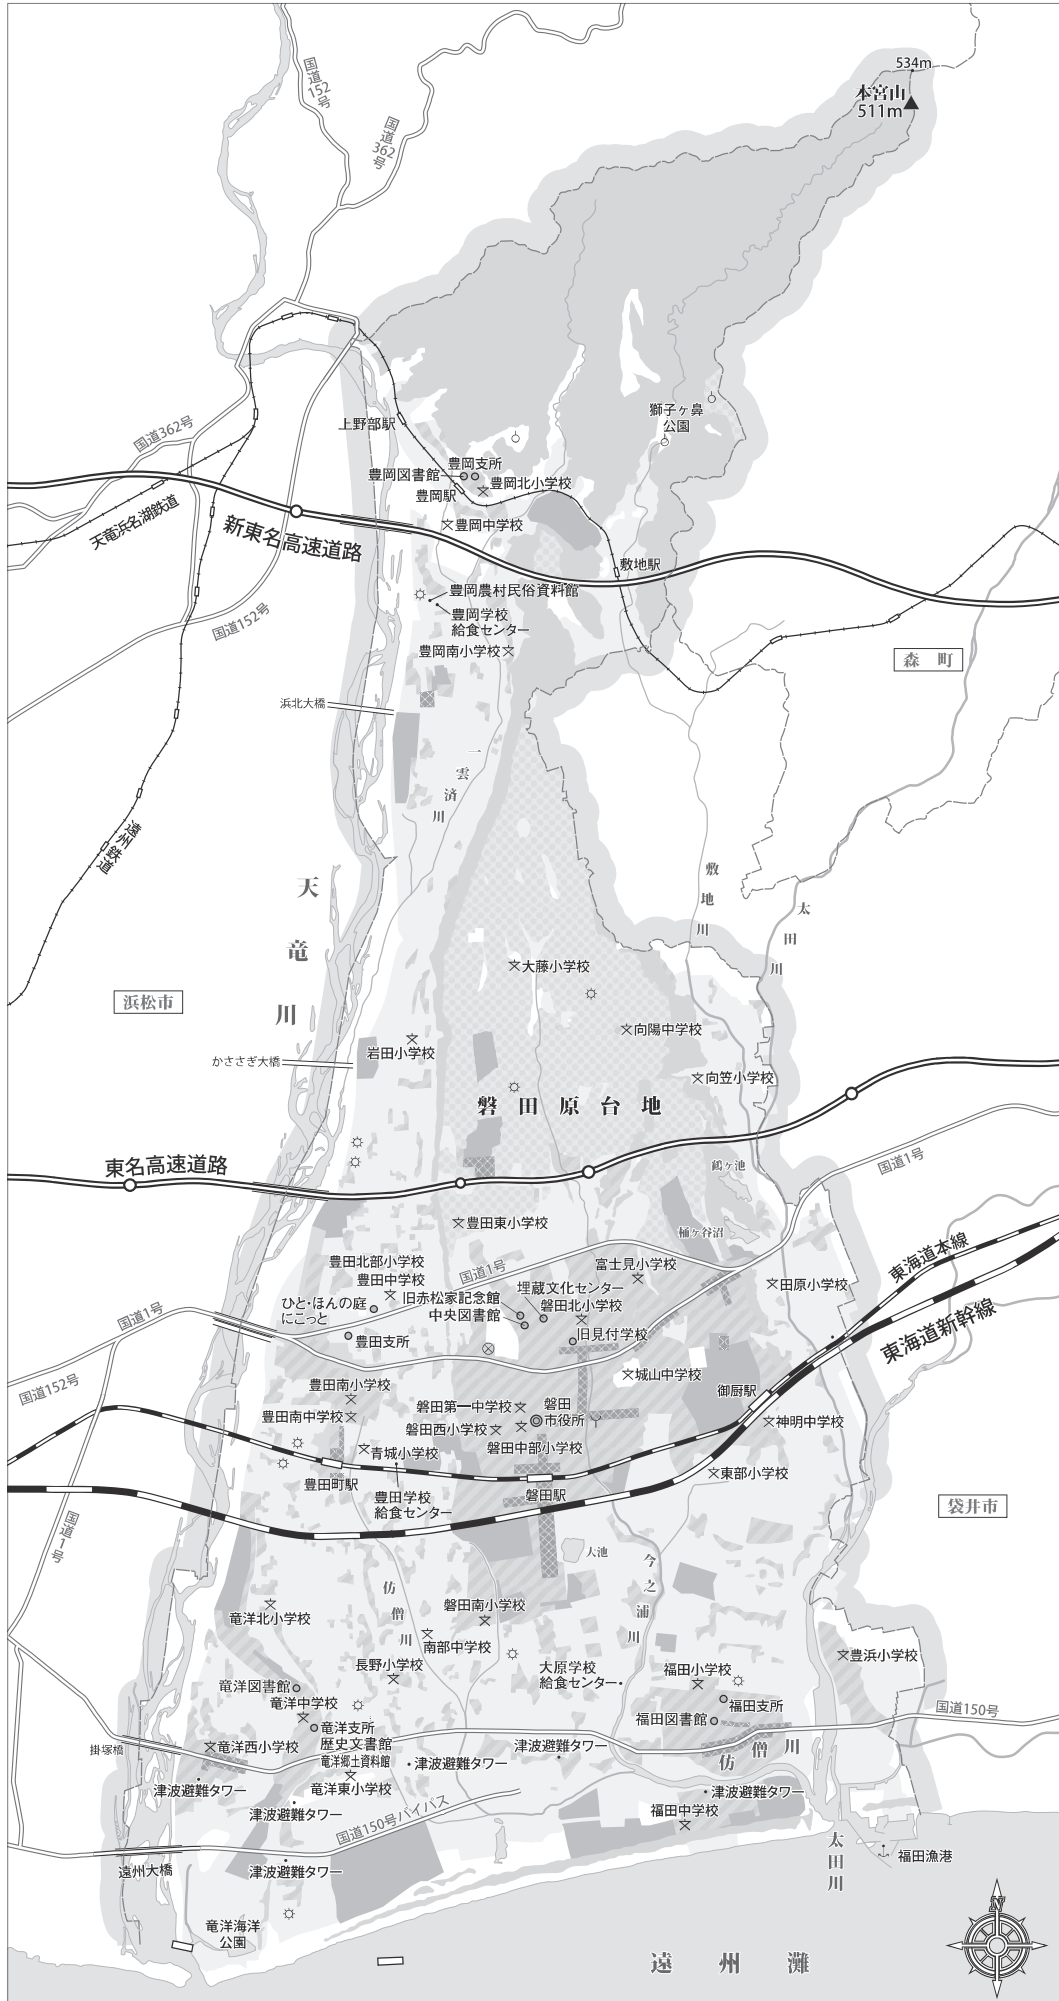 534m
本宮山
511m
国道152号
国道362号
獅子ヶ鼻
公園
上野部駅
国道362号
豊岡支所
豊岡図書館
豊岡北小学校
豊岡駅
天竜浜名湖鉄道
新東名高速道路
豊岡中学校
敷地駅
豊岡農村民俗資料館
豊岡学校
給食センター
国道152号
豊岡南小学校
森町
浜北大橋
一雲済川
遠州鉄道
天竜川
敷地川
太田川
大藤小学校
浜松市
向陽中学校
岩田小学校
かささぎ大橋
向笠小学校
磐田原台地
東名高速道路
鶴ヶ池
国道1号
豊田東小学校
桶ヶ谷沼
東海道本線
豊田北部小学校
豊田中学校
国道1号
富士見小学校
田原小学校
埋蔵文化センター
旧赤松家記念館
ひと・ほんの庭
にこっと
中央図書館
磐田北小学校
国道1号
豊田支所
旧見付学校
東海道新幹線
城山中学校
国道152号
豊田南小学校
御厨駅
磐田第一中学校
磐田
市役所
豊田南中学校
磐田西小学校
神明中学校
青城小学校
磐田中部小学校
東部小学校
豊田町駅
豊田学校
給食センター
磐田駅
袋井市
国道1号
大池
今之浦川
仿僧川
竜洋北小学校
磐田南小学校
南部中学校
豊浜小学校
長野小学校
大原学校
給食センター
福田小学校
竜洋図書館
竜洋中学校
福田支所
国道150号
福田図書館
竜洋支所
歴史文書館
竜洋郷土資料館
掛塚橋
竜洋西小学校
津波避難タワー
仿僧川
津波避難タワー
津波避難タワー
竜洋東小学校
津波避難タワー
津波避難タワー
国道150号バイパス
福田中学校
太田川
福田漁港
遠州大橋
津波避難タワー
竜洋海洋
公園
遠州灘
N